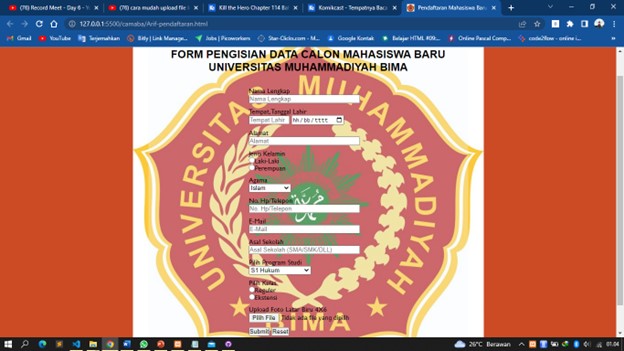 (76) Record Meet - Day 6 - Y
(76) cara mudah upload file
Kill the Hero Chapter 114 Ba
Komikcast - Tempatnya Baca
Pendaftaran Mahasiswa Baru
127.0.0.1:5500/camaba/Arif-pendaftaran.html
Gmail YouTube Terjemahkan Bitly | Link Manage... Jobs | Picoworkers Star-Clicks.com - M... Google Kontak Belajar HTML #09:... Online Pascal Comp... code2flow - online i...
FORM PENGISIAN DATA CALON MAHASISWA BARU
UNIVERSITAS MUHAMMADIYAH BIMA
UNIVERSITAS MUHAMMADIYAH
BIMA
Nama Lengkap
Nama Lengkap
Tempat,Tanggal Lahir
Tempat Lahir hh/bb/tttt
Alamat
Alamat
Jenis Kelamin
Laki-Laki
Perempuan
Agama
Islam
No. Hp/Telepon
No. Hp/Telepon
E-Mail
E-Mail
Asal Sekolah
Asal Sekolah (SMA/SMK/DLL)
Pilih Program Studi
S1 Hukum
Pilih Kelas
Reguler
Ekstensi
Upload Foto Latar Biru 4X6
Pilih File Tidak ada file yang dipilih
Submit Reset
26°C Berawan
01.04